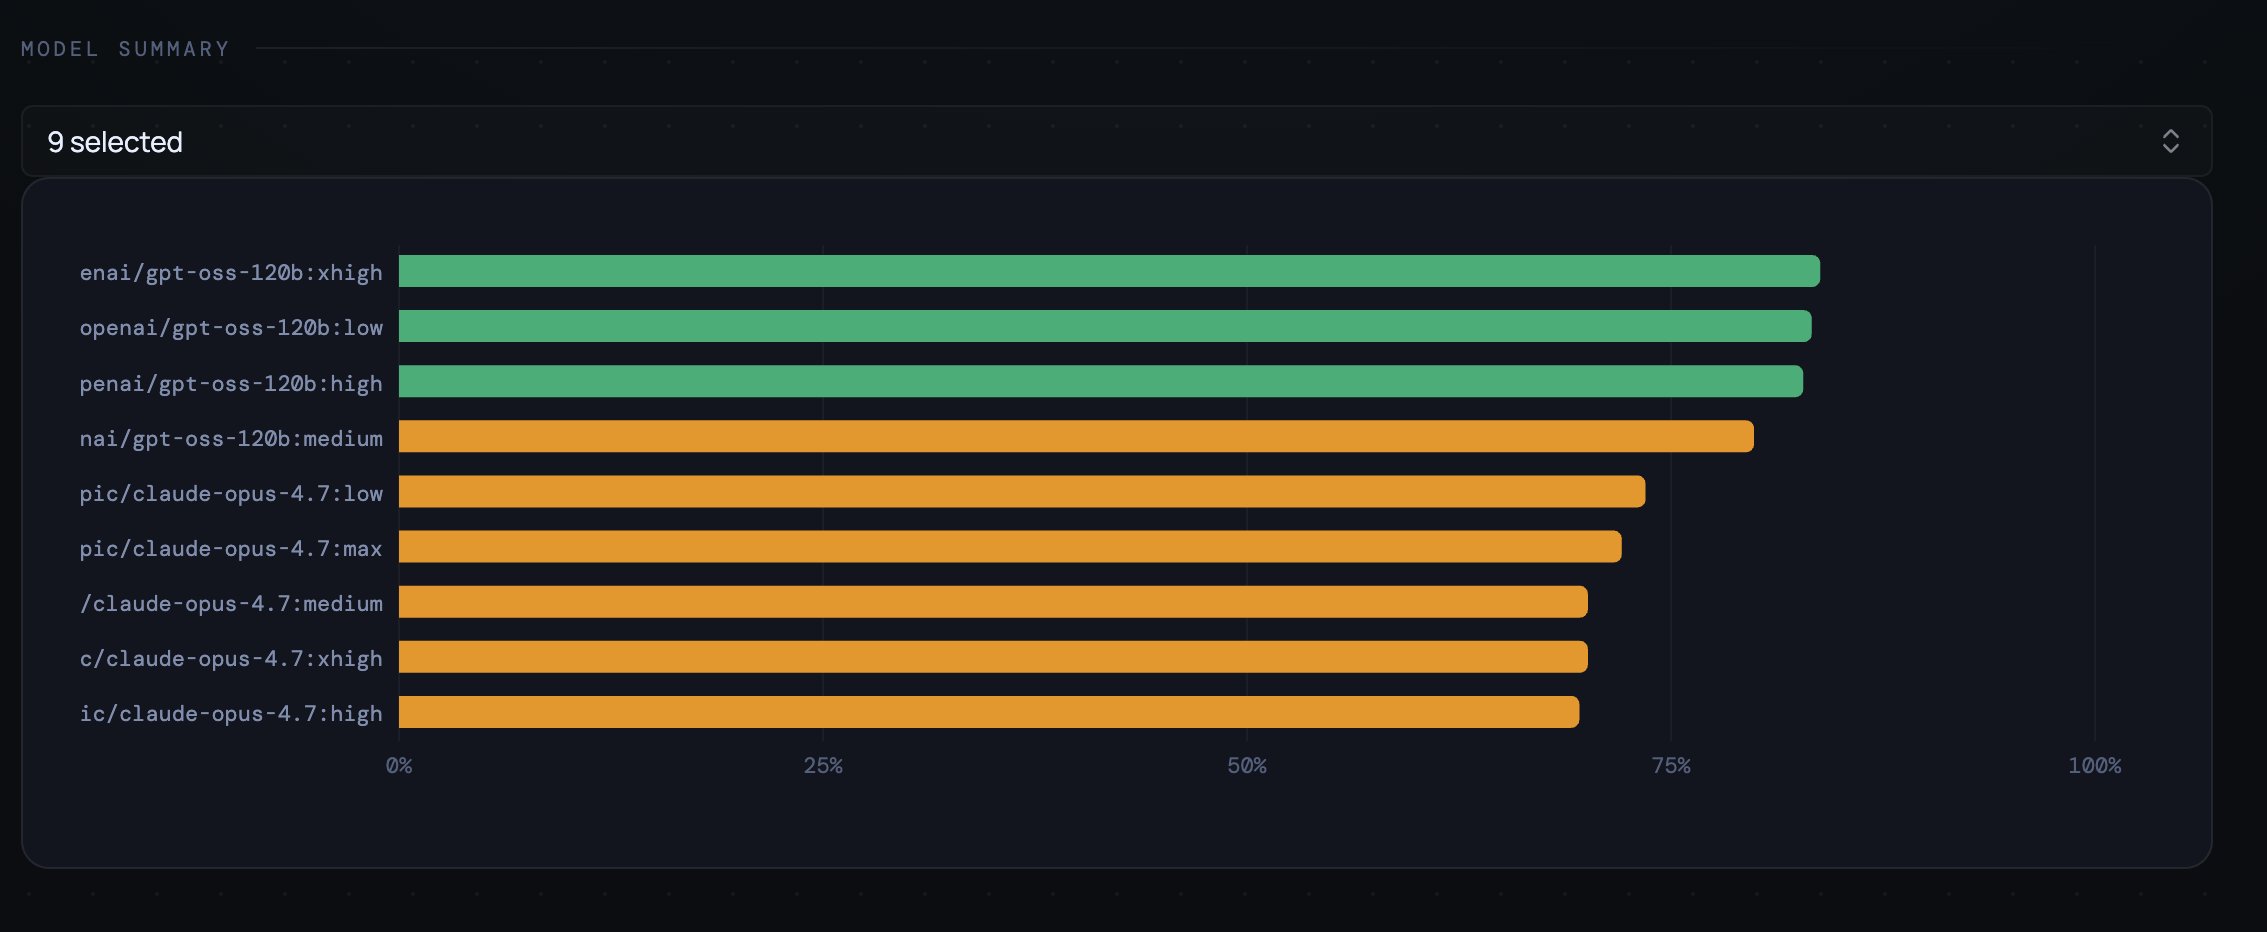 MODEL SUMMARY
9 selected
enai/gpt-oss-120b:xhigh
openai/gpt-oss-120b:low
penai/gpt-oss-120b:high
nai/gpt-oss-120b:medium
pic/claude-opus-4.7:low
pic/claude-opus-4.7:max
/claude-opus-4.7:medium
c/claude-opus-4.7:xhigh
ic/claude-opus-4.7:high
0% 25% 50% 75% 100%